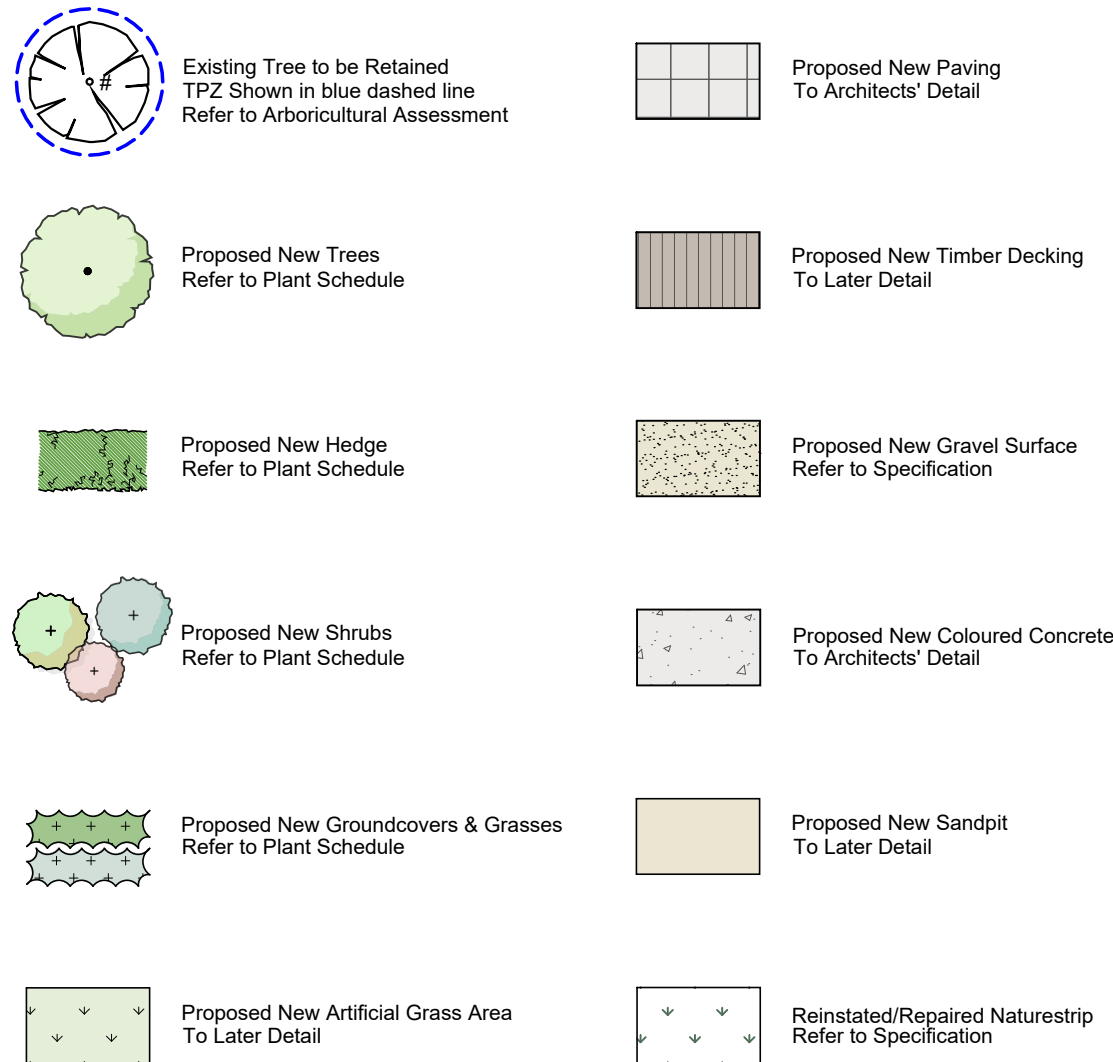 #
Existing Tree to be Retained
TPZ Shown in blue dashed line
Refer to Arboricultural Assessment
Proposed New Trees
Refer to Plant Schedule
Proposed New Hedge
Refer to Plant Schedule
Proposed New Shrubs
Refer to Plant Schedule
Proposed New Groundcovers & Grasses
Refer to Plant Schedule
Proposed New Artificial Grass Area
To Later Detail
Proposed New Paving
To Architects' Detail
Proposed New Timber Decking
To Later Detail
Proposed New Gravel Surface
Refer to Specification
Proposed New Coloured Concrete
To Architects' Detail
Proposed New Sandpit
To Later Detail
Reinstated/Repaired Naturestrip
Refer to Specification